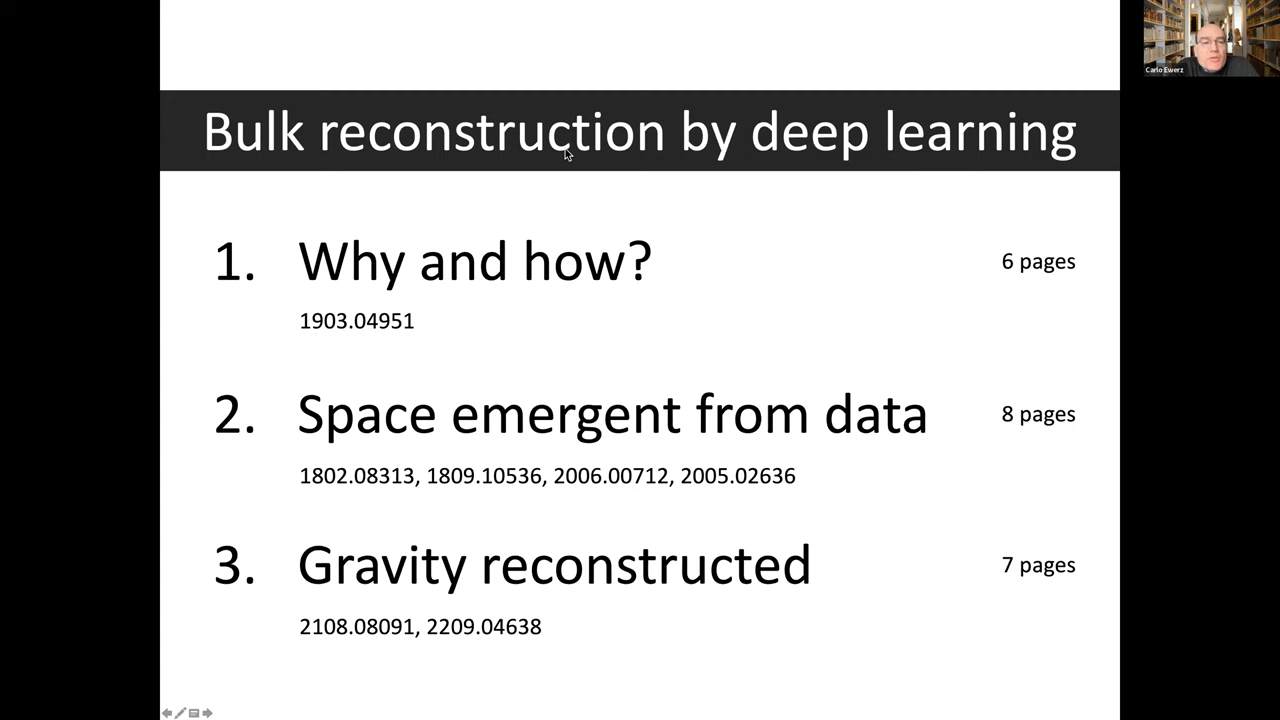 Bulk reconstruction by deep learning
1. Why and how? 6 pages
1903.04951
2. Space emergent from data 8 pages
1802.08313, 1809.10536, 2006.00712, 2005.02636
3. Gravity reconstructed 7 pages
2108.08091, 2209.04638
Carlo Ewerz